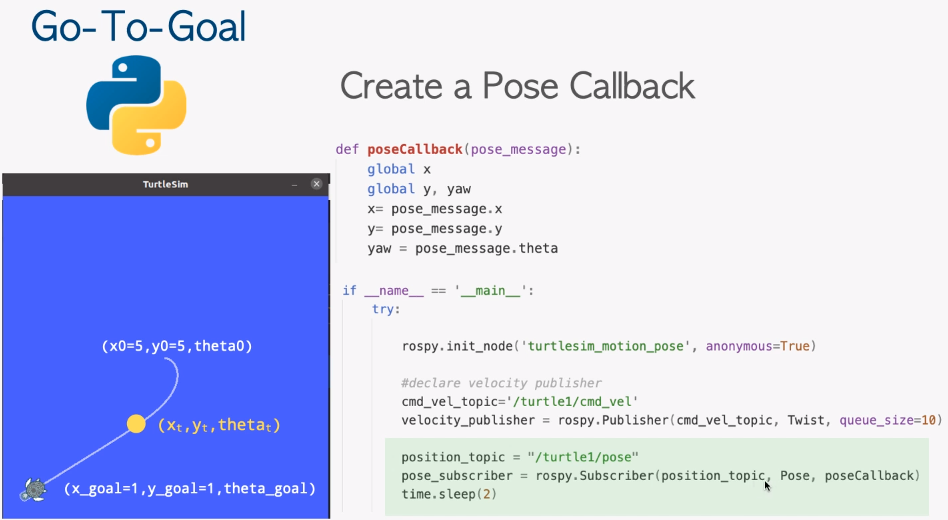 Go-To-Goal
Create a Pose Callback
def poseCallback(pose_message):
global x
global y, yaw
x= pose_message.x
y= pose_message.y
yaw = pose_message.theta
if __name__ == '__main__':
try:
rospy.init_node('turtlesim_motion_pose', anonymous=True)
#declare velocity publisher
cmd_vel_topic='/turtle1/cmd_vel'
velocity_publisher = rospy.Publisher(cmd_vel_topic, Twist, queue_size=10)
position_topic = "/turtle1/pose"
pose_subscriber = rospy.Subscriber(position_topic, Pose, poseCallback)
time.sleep(2)
TurtleSim
(x0=5,y0=5,theta0)
(xₜ,yₜ,thetaₜ)
(x_goal=1,y_goal=1,theta_goal)